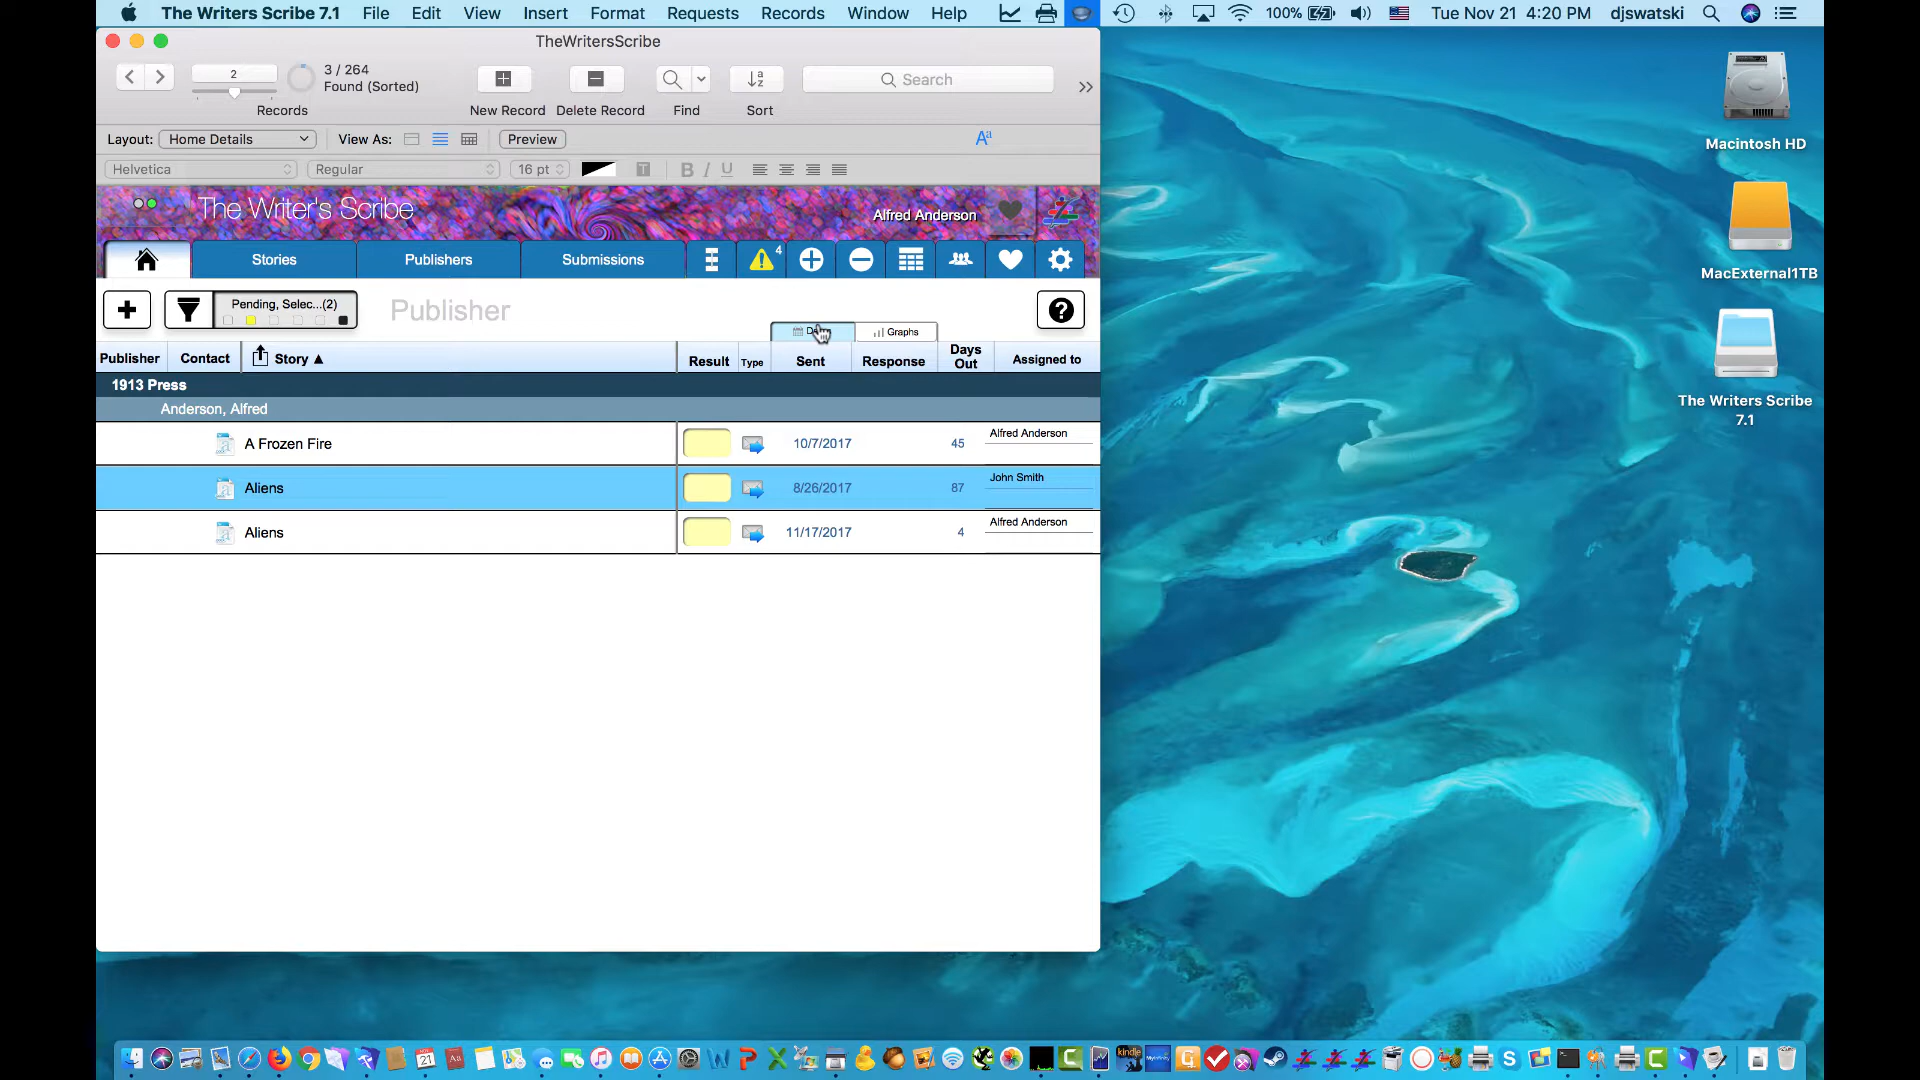 The Writers Scribe 7.1 File Edit View Insert Format Requests Records Window Help 100% Tue Nov 21 4:20 PM djswatski
TheWritersScribe
2
3 / 264
Found (Sorted)
Search
Records New Record Delete Record Find Sort
Layout: Home Details View As: Preview Aa
Helvetica Regular 16 pt B I U
The Writer's Scribe Alfred Anderson
Stories Publishers Submissions 4
Pending, Selec...(2)
Publisher
?
Graphs
Publisher Contact Story ▲ Result Type Sent Response Days Out Assigned to
1913 Press
Anderson, Alfred
A Frozen Fire 10/7/2017 45 Alfred Anderson
Aliens 8/26/2017 87 John Smith
Aliens 11/17/2017 4 Alfred Anderson
Macintosh HD
MacExternal1TB
The Writers Scribe
7.1